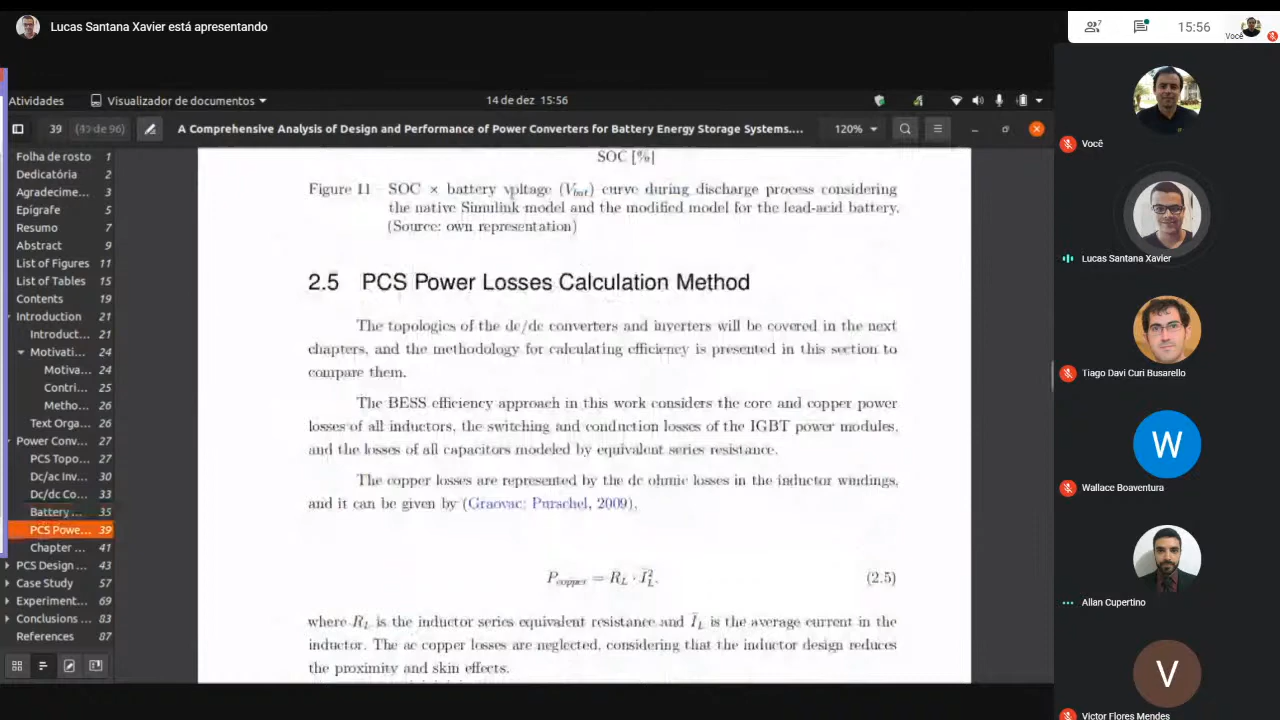 Lucas Santana Xavier está apresentando
7
15:56
Você
Atividades
Visualizador de documentos
14 de dez 15:56
39
(40 de 96)
A Comprehensive Analysis of Design and Performance of Power Converters for Battery Energy Storage Systems....
120%
Folha de rosto 1
Dedicatória 2
Agradecime... 3
Epígrafe 5
Resumo 7
Abstract 9
List of Figures 11
List of Tables 15
Contents 19
Introduction 21
Introduct... 21
Motivati... 24
Motiva... 24
Contri... 25
Metho... 26
Text Orga... 26
Power Conv... 27
PCS Topo... 27
Dc/ac Inv... 30
Dc/dc Co... 33
Battery ... 35
PCS Powe... 39
Chapter ... 41
PCS Design ... 43
Case Study 57
Experiment... 69
Conclusions ... 83
References 87
SOC [%]
Figure 11 – SOC × battery voltage (Vbat) curve during discharge process considering
the native Simulink model and the modified model for the lead-acid battery.
(Source: own representation)
2.5 PCS Power Losses Calculation Method
The topologies of the dc/dc converters and inverters will be covered in the next
chapters, and the methodology for calculating efficiency is presented in this section to
compare them.
The BESS efficiency approach in this work considers the core and copper power
losses of all inductors, the switching and conduction losses of the IGBT power modules,
and the losses of all capacitors modeled by equivalent series resistance.
The copper losses are represented by the dc ohmic losses in the inductor windings,
and it can be given by (Graovac; Purschel, 2009),
P_copper = R_L · Ī_L^2, (2.5)
where R_L is the inductor series equivalent resistance and Ī_L is the average current in the
inductor. The ac copper losses are neglected, considering that the inductor design reduces
the proximity and skin effects.
Você
Lucas Santana Xavier
Tiago Davi Curi Busarello
W
Wallace Boaventura
Allan Cupertino
V
Victor Flores Mendes